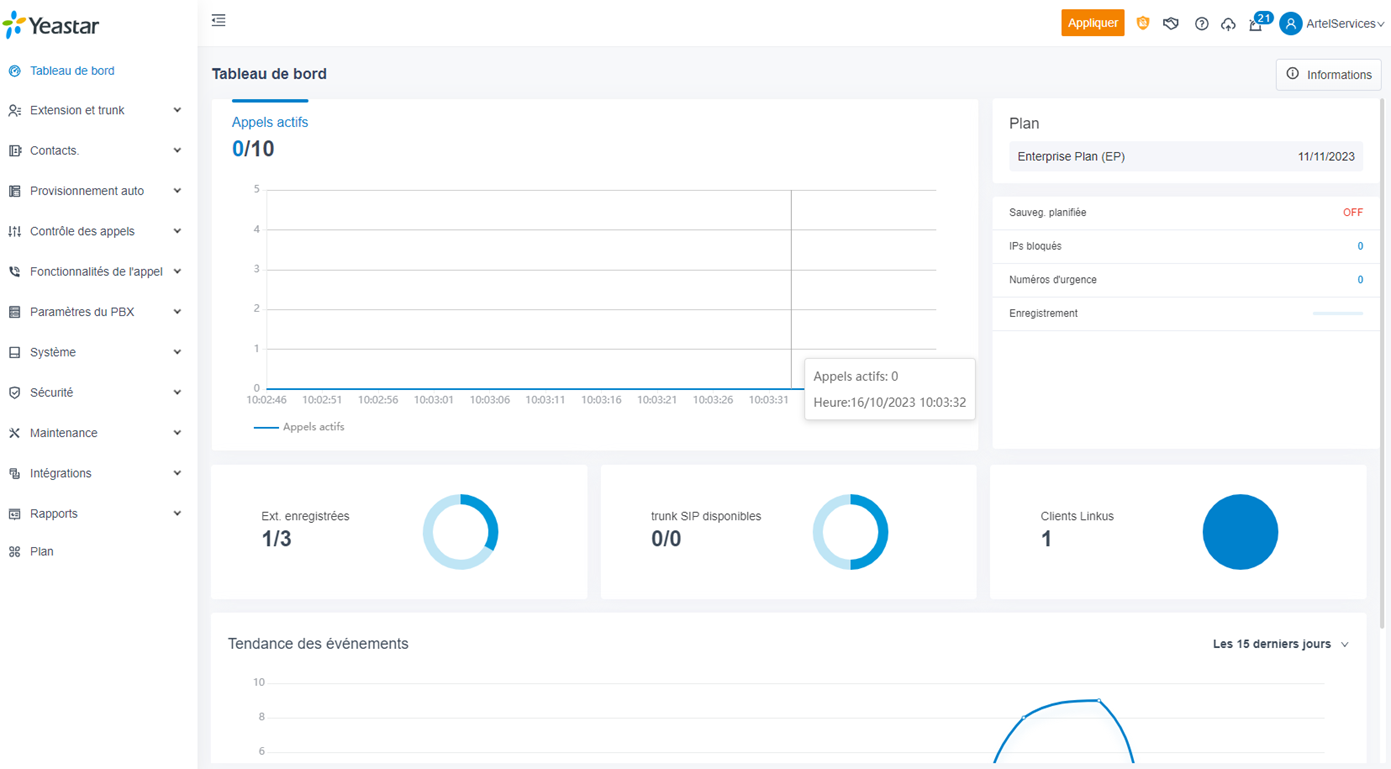 Yeastar
Appliquer
21
ArtelServices
Tableau de bord
Extension et trunk
Contacts.
Provisionnement auto
Contrôle des appels
Fonctionnalités de l'appel
Paramètres du PBX
Système
Sécurité
Maintenance
Intégrations
Rapports
Plan
Tableau de bord
Informations
Appels actifs
0/10
5
4
3
2
1
0
10:02:46 10:02:51 10:02:56 10:03:01 10:03:06 10:03:11 10:03:16 10:03:21 10:03:26 10:03:31
Appels actifs
Appels actifs: 0
Heure:16/10/2023 10:03:32
Plan
Enterprise Plan (EP) 11/11/2023
Sauveg. planifiée OFF
IPs bloqués 0
Numéros d'urgence 0
Enregistrement
Ext. enregistrées
1/3
trunk SIP disponibles
0/0
Clients Linkus
1
Tendance des événements
Les 15 derniers jours
10
8
6